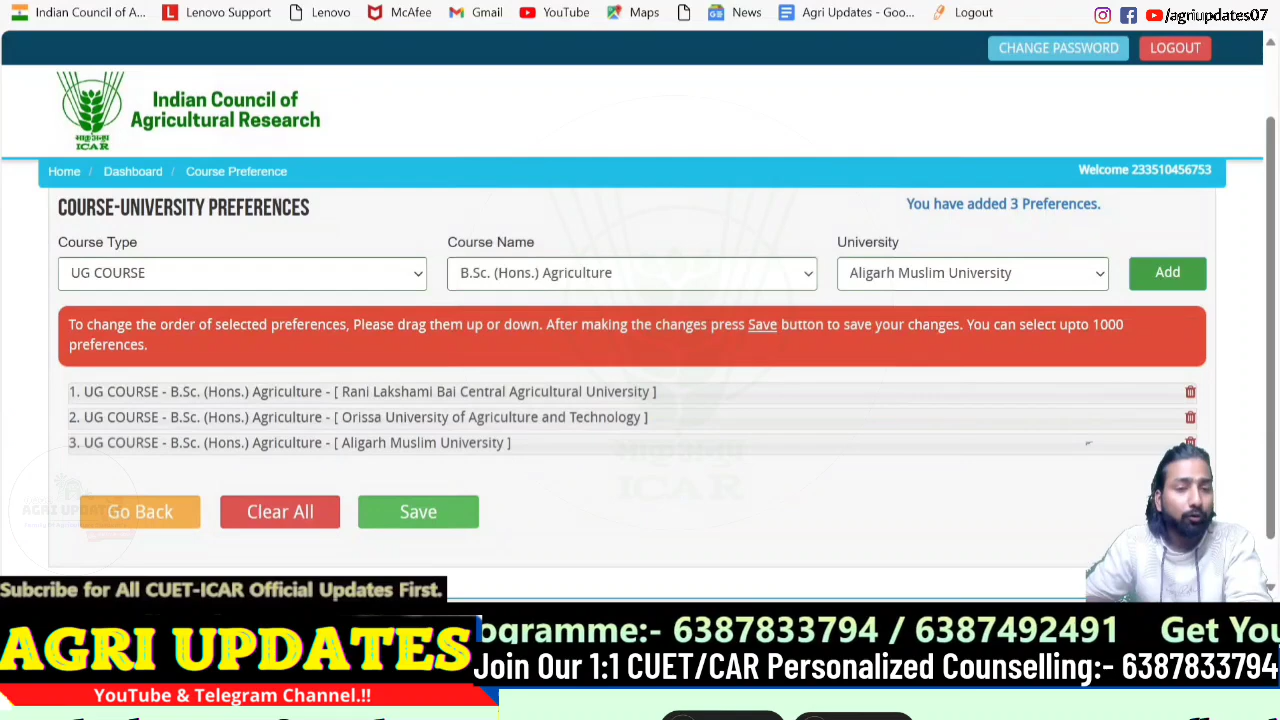 Indian Council of A...
Lenovo Support
Lenovo
McAfee
Gmail
YouTube
Maps
News
Agri Updates - Goo...
Logout
/agriupdates07
CHANGE PASSWORD
LOGOUT
Indian Council of
Agricultural Research
ICAR
Home / Dashboard / Course Preference
Welcome 233510456753
COURSE-UNIVERSITY PREFERENCES
You have added 3 Preferences.
Course Type
Course Name
University
UG COURSE
B.Sc. (Hons.) Agriculture
Aligarh Muslim University
Add
To change the order of selected preferences, Please drag them up or down. After making the changes press Save button to save your changes. You can select upto 1000
preferences.
1. UG COURSE - B.Sc. (Hons.) Agriculture - [ Rani Lakshami Bai Central Agricultural University ]
2. UG COURSE - B.Sc. (Hons.) Agriculture - [ Orissa University of Agriculture and Technology ]
3. UG COURSE - B.Sc. (Hons.) Agriculture - [ Aligarh Muslim University ]
ICAR
Go Back
Clear All
Save
Subcribe for All CUET-ICAR Official Updates First.
AGRI UPDATES
ogramme:- 6387833794 / 6387492491 Get You
Join Our 1:1 CUET/CAR Personalized Counselling:- 6387833794
YouTube & Telegram Channel.!!